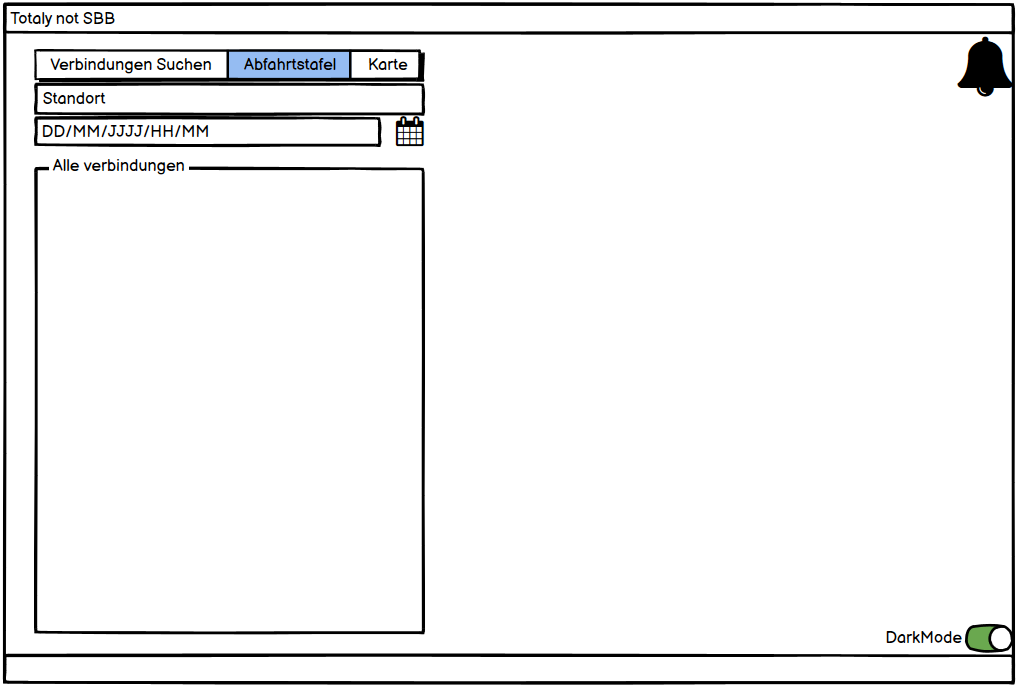 Totaly not SBB
Verbindungen Suchen Abfahrtstafel Karte
Standort
DD/MM/JJJJ/HH/MM
Alle verbindungen
DarkMode